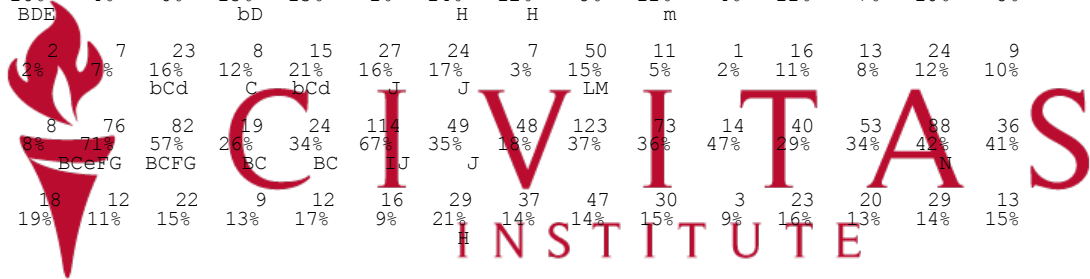 BDE bD H H m
2 7 23 8 15 27 24 7 50 11 1 16 13 24 9
2% 7% 16% 12% 21% 16% 17% 3% 15% 5% 2% 11% 8% 12% 10%
bCd C bCd J J LM
8 76 82 19 24 114 49 48 123 73 14 40 53 88 36
8% 71% 57% 26% 34% 67% 35% 18% 37% 36% 47% 29% 34% 42% 41%
BCeFG BCFG BC BC IJ J N
CIVITAS
18 12 22 9 12 16 29 37 47 30 3 23 20 29 13
19% 11% 15% 13% 17% 9% 21% 14% 14% 15% 9% 16% 13% 14% 15%
H
INSTITUTE